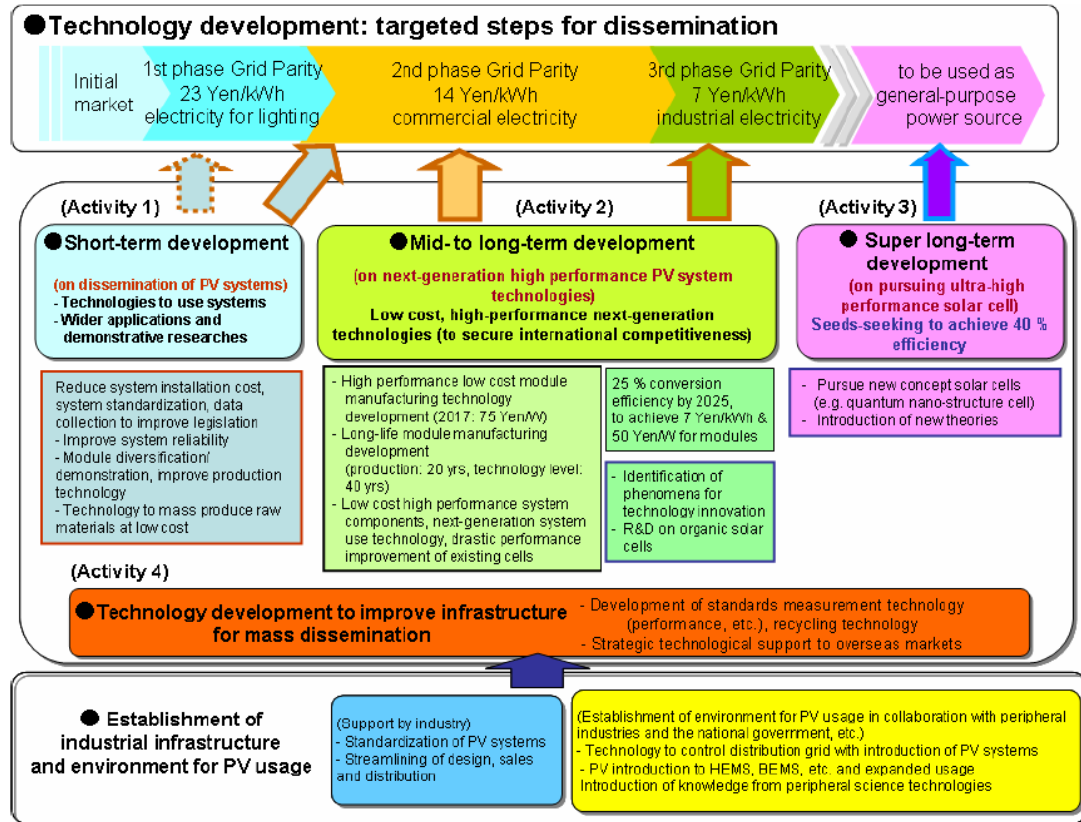 ●Technology development: targeted steps for dissemination
Initial
market
1st phase Grid Parity
23 Yen/kWh
electricity for lighting
2nd phase Grid Parity
14 Yen/kWh
commercial electricity
3rd phase Grid Parity
7 Yen/kWh
industrial electricity
to be used as
general-purpose
power source
(Activity 1)
●Short-term development
(on dissemination of PV systems)
- Technologies to use systems
- Wider applications and
demonstrative researches
Reduce system installation cost,
system standardization, data
collection to improve legislation
- Improve system reliability
- Module diversification/
demonstration, improve production
technology
- Technology to mass produce raw
materials at low cost
(Activity 2)
●Mid- to long-term development
(on next-generation high performance PV system
technologies)
Low cost, high-performance next-generation
technologies (to secure international competitiveness)
- High performance low cost module
manufacturing technology
development (2017: 75 Yen/W)
- Long-life module manufacturing
development
(production: 20 yrs, technology level:
40 yrs)
- Low cost high performance system
components, next-generation system
use technology, drastic performance
improvement of existing cells
25 % conversion
efficiency by 2025,
to achieve 7 Yen/kWh &
50 Yen/W for modules
- Identification of
phenomena for
technology innovation
- R&D on organic solar
cells
(Activity 3)
● Super long-term
development
(on pursuing ultra-high
performance solar cell)
Seeds-seeking to achieve 40 %
efficiency
- Pursue new concept solar cells
(e.g. quantum nano-structure cell)
- Introduction of new theories
(Activity 4)
●Technology development to improve infrastructure
for mass dissemination
- Development of standards measurement technology
(performance, etc.), recycling technology
- Strategic technological support to overseas markets
● Establishment of
industrial infrastructure
and environment for PV usage
(Support by industry)
- Standardization of PV systems
- Streamlining of design, sales
and distribution
(Establishment of environment for PV usage in collaboration with peripheral
industries and the national government, etc.)
- Technology to control distribution grid with introduction of PV systems
- PV introduction to HEMS, BEMS, etc. and expanded usage
Introduction of knowledge from peripheral science technologies